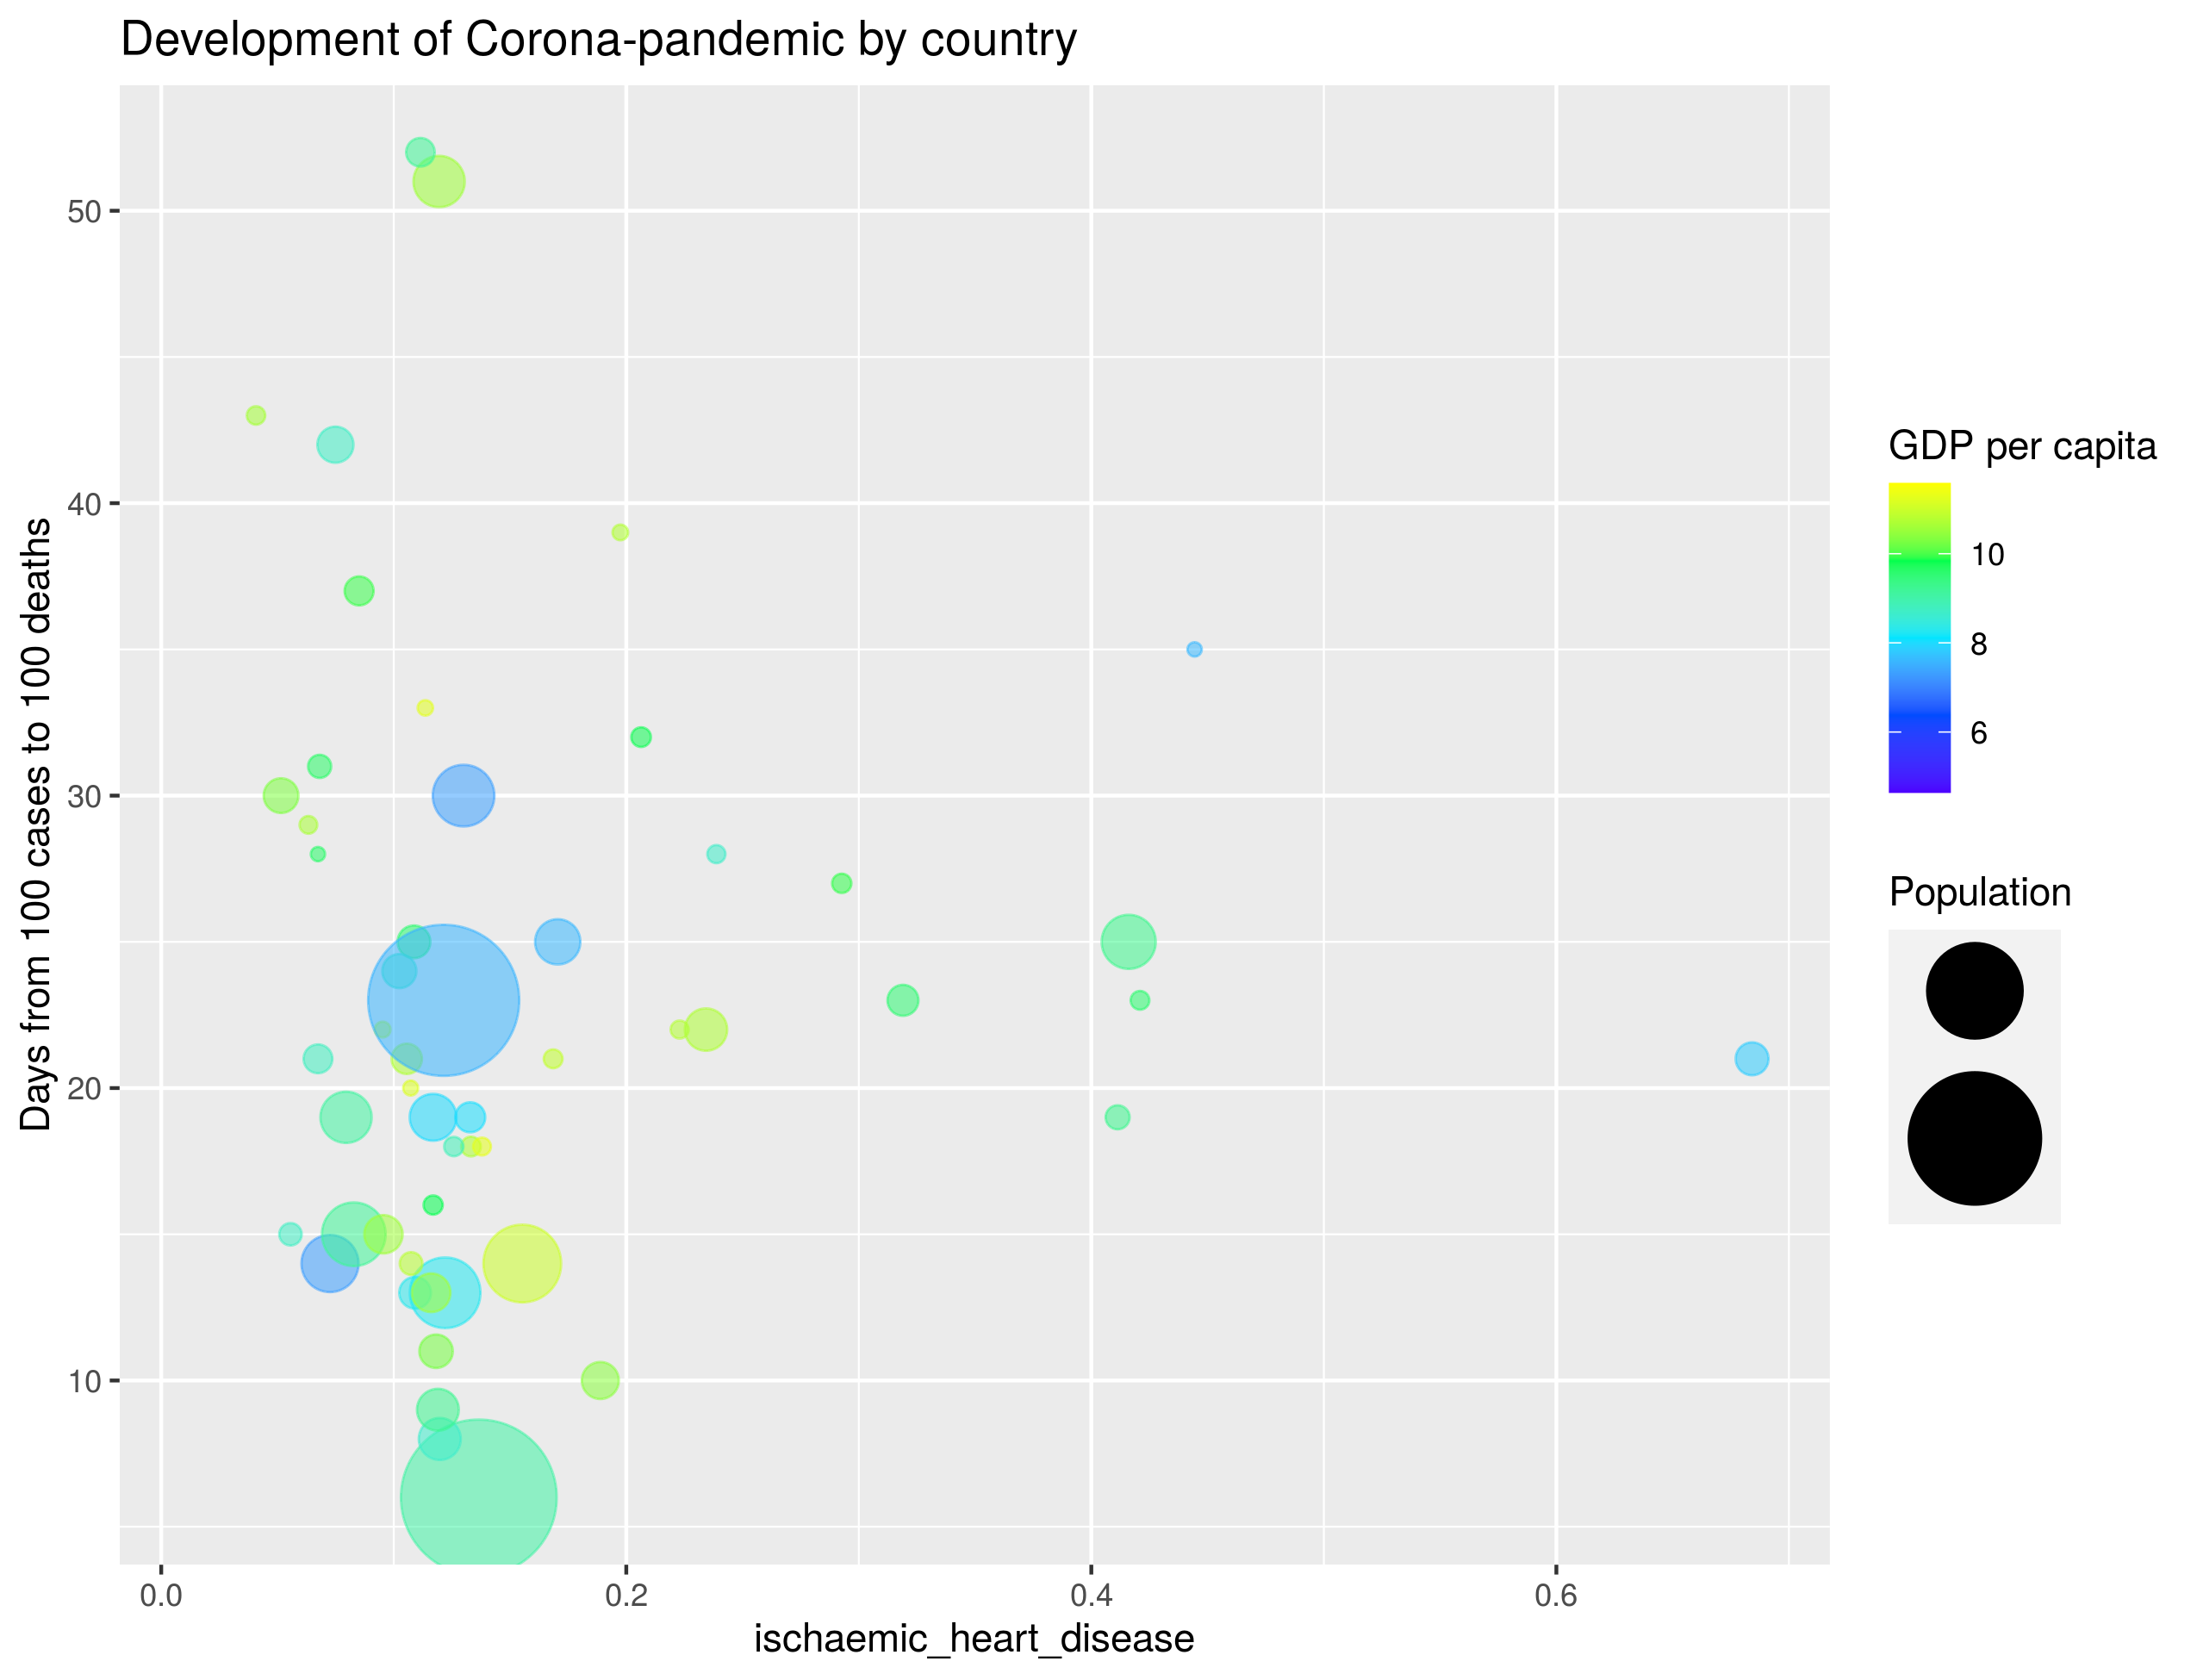 Development of Corona-pandemic by country
Days from 100 cases to 100 deaths
50
40
30
20
10
0.0
0.2
0.4
0.6
ischaemic_heart_disease
GDP per capita
10
8
6
Population